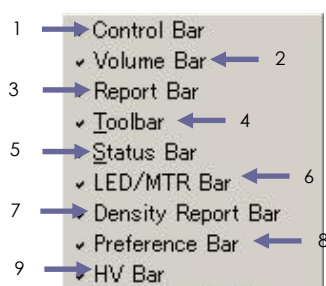 1 Control Bar
Volume Bar 2
3 Report Bar
Toolbar 4
5 Status Bar
LED/MTR Bar 6
7 Density Report Bar
Preference Bar 8
9 HV Bar